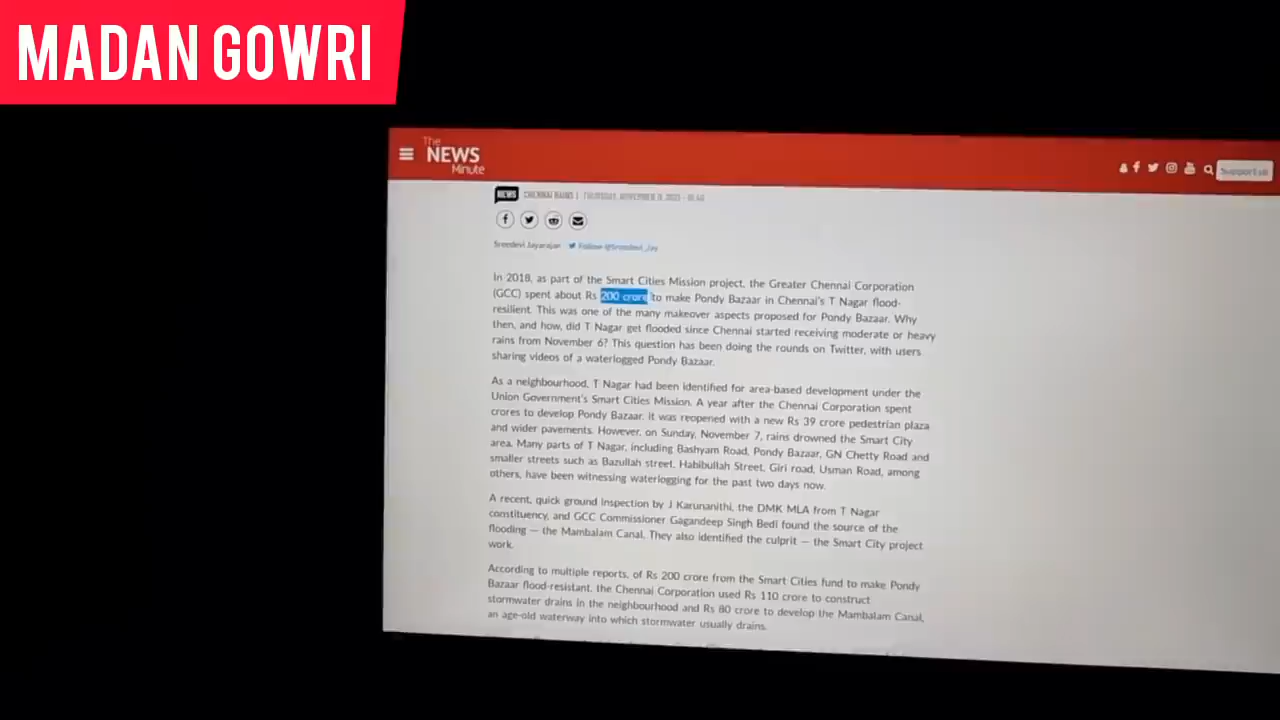 MADAN GOWRI
The
NEWS
Minute
NEWS CHENNAI RAINS | THURSDAY, NOVEMBER
Sreedevi Jayarajan Follow @Sreedevi_Jay
In 2018, as part of the Smart Cities Mission project, the Greater Chennai Corporation
(GCC) spent about Rs 200 crore to make Pondy Bazaar in Chennai's T Nagar flood-
resilient. This was one of the many makeover aspects proposed for Pondy Bazaar. Why
then, and how, did T Nagar get flooded since Chennai started receiving moderate or heavy
rains from November 6? This question has been doing the rounds on Twitter, with users
sharing videos of a waterlogged Pondy Bazaar.
As a neighbourhood, T Nagar had been identified for area-based development under the
Union Government's Smart Cities Mission. A year after the Chennai Corporation spent
crores to develop Pondy Bazaar, it was reopened with a new Rs 39 crore pedestrian plaza
and wider pavements. However, on Sunday, November 7, rains drowned the Smart City
area. Many parts of T Nagar, including Bashyam Road, Pondy Bazaar, GN Chetty Road and
smaller streets such as Bazullah street, Habibullah Street, Giri road, Usman Road, among
others, have been witnessing waterlogging for the past two days now.
A recent, quick ground inspection by J Karunanithi, the DMK MLA from T Nagar
constituency, and GCC Commissioner Gagandeep Singh Bedi found the source of the
flooding — the Mambalam Canal. They also identified the culprit — the Smart City project
work.
According to multiple reports, of Rs 200 crore from the Smart Cities fund to make Pondy
Bazaar flood-resistant, the Chennai Corporation used Rs 110 crore to construct
stormwater drains in the neighbourhood and Rs 80 crore to develop the Mambalam Canal,
an age-old waterway into which stormwater usually drains.